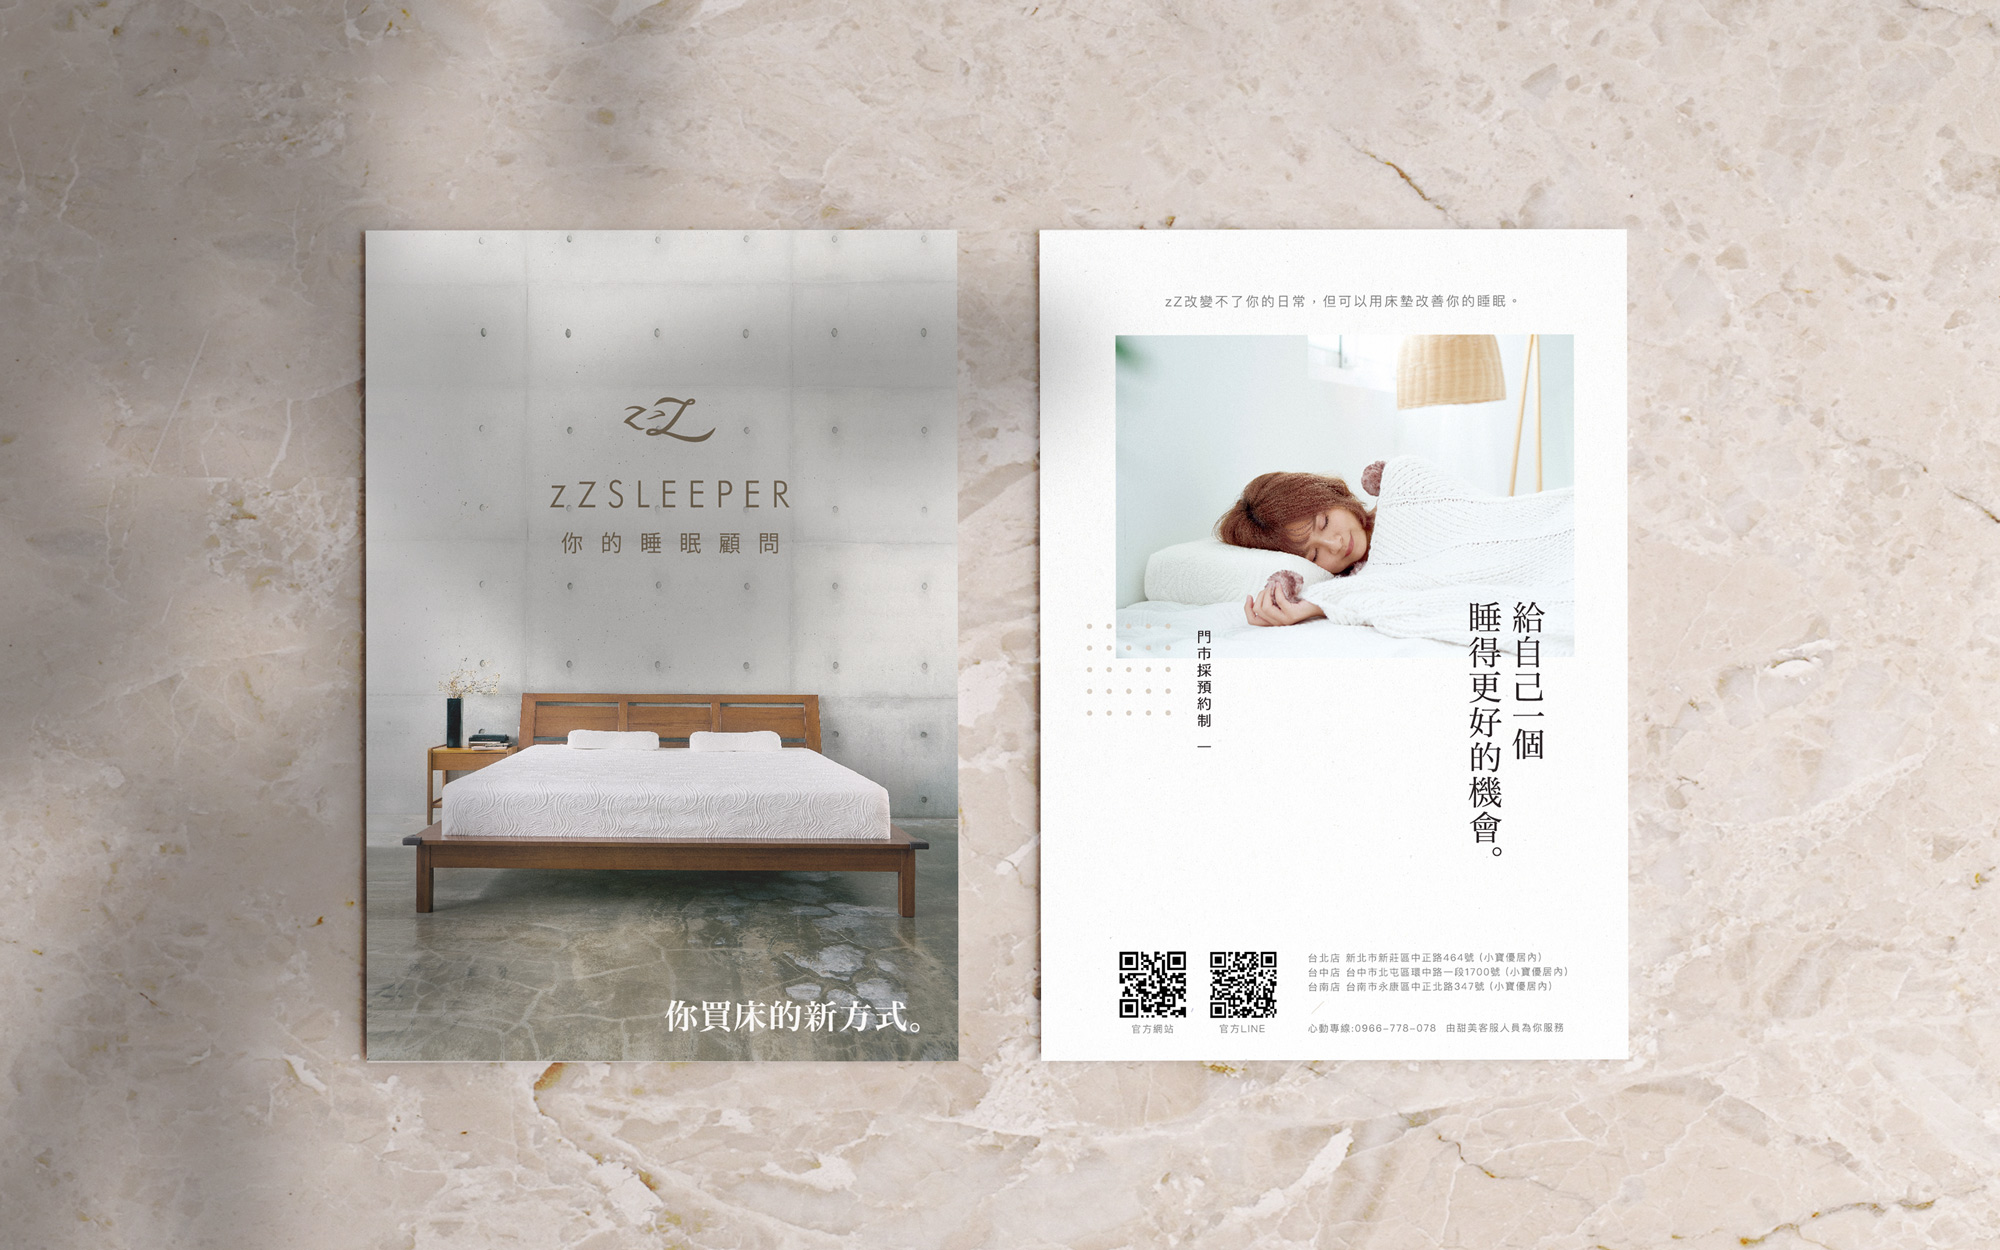 zZ
zZSLEEPER
你的睡眠顧問
你買床的新方式。
zZ改變不了你的日常，但可以用床墊改善你的睡眠。
給自己一個
睡得更好的機會。
門市採預約制 —
官方網站
官方LINE
台北店 新北市新莊區中正路464號 (小寶優居內)
台中店 台中市北屯區環中路一段1700號 (小寶優居內)
台南店 台南市永康區中正北路347號 (小寶優居內)
心動專線:0966-778-078 由甜美客服人員為你服務